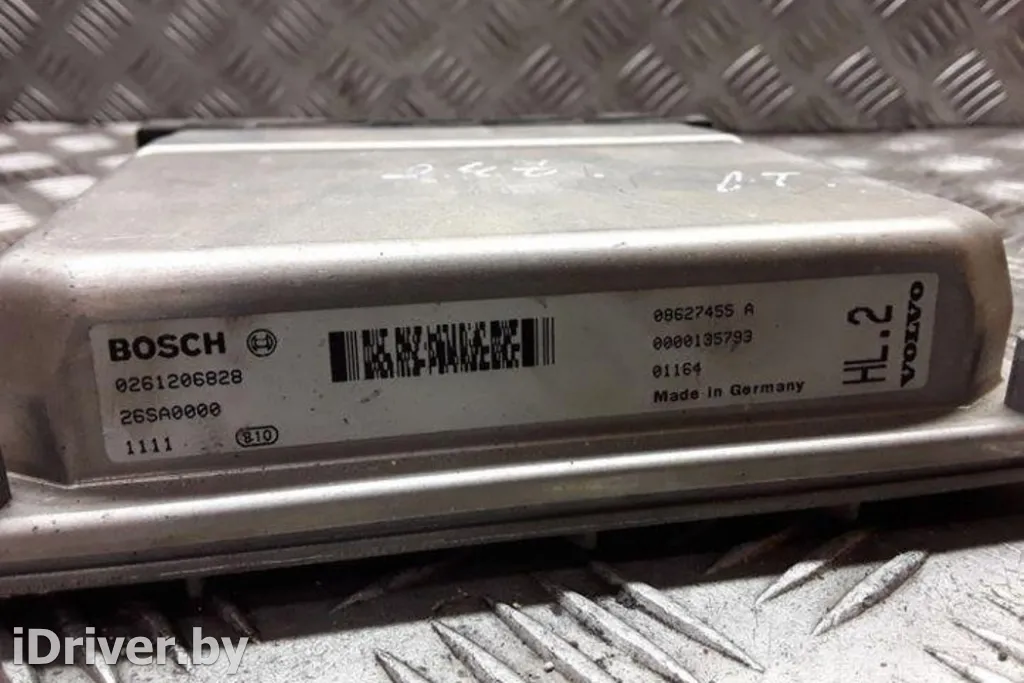 BOSCH
0261206828
26SA0000
1111 B10
08627455 A
0000135793
01164
Made in Germany
HL.2
VOLVO
iDriver.by